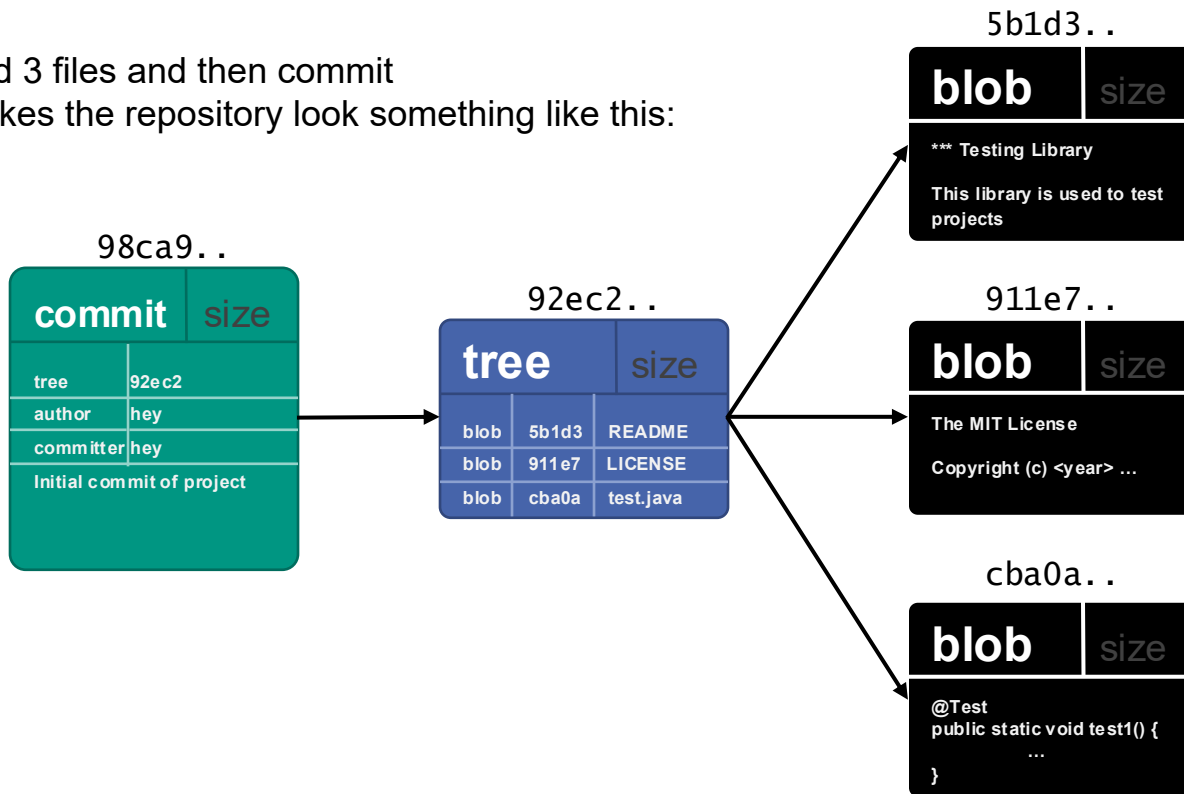 d 3 files and then commit
kes the repository look something like this:
98ca9..
commit size
tree 92ec2
author hey
committer hey
Initial commit of project
92ec2..
tree size
blob 5b1d3 README
blob 911e7 LICENSE
blob cba0a test.java
5b1d3..
blob size
*** Testing Library
This library is used to test
projects
911e7..
blob size
The MIT License
Copyright (c) <year> ...
cba0a..
blob size
@Test
public static void test1() {
...
}